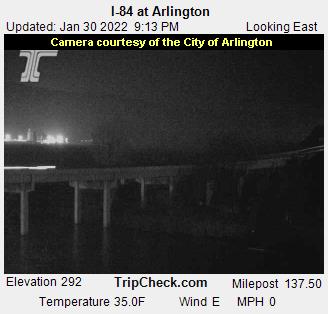 I-84 at Arlington
Updated: Jan 30 2022 9:13 PM Looking East
Camera courtesy of the City of Arlington
Elevation 292 TripCheck.com Milepost 137.50
Temperature 35.0F Wind E MPH 0